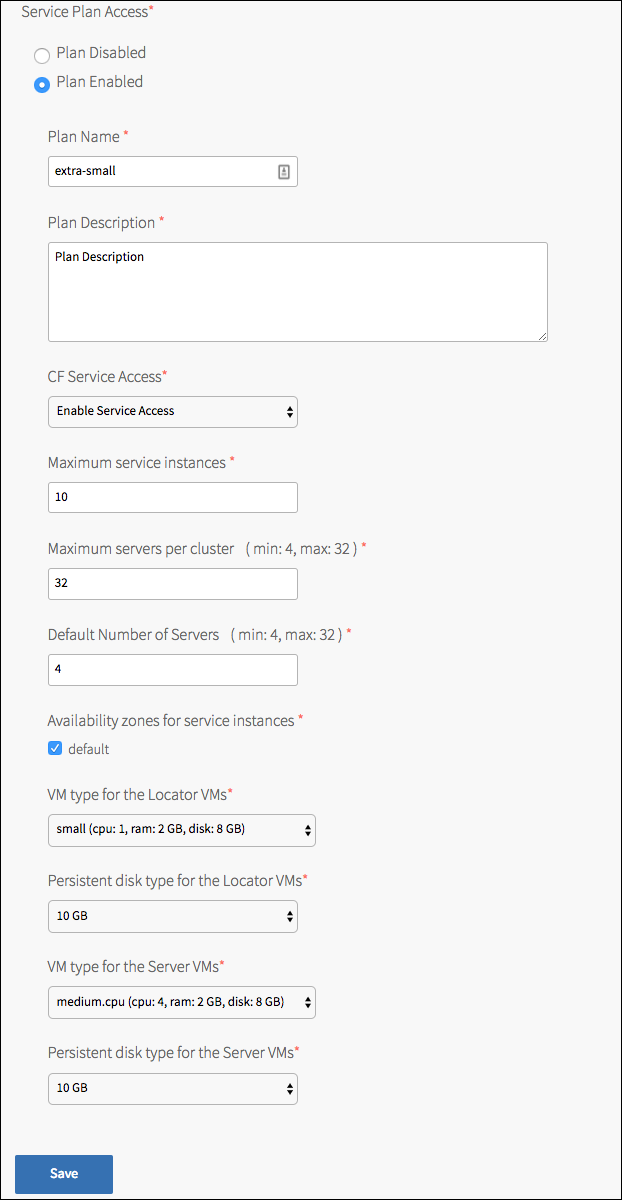 Service Plan Access*
Plan Disabled
Plan Enabled
Plan Name *
extra-small
Plan Description *
Plan Description
CF Service Access*
Enable Service Access
Maximum service instances *
10
Maximum servers per cluster ( min: 4, max: 32 ) *
32
Default Number of Servers ( min: 4, max: 32 ) *
4
Availability zones for service instances *
default
VM type for the Locator VMs*
small (cpu: 1, ram: 2 GB, disk: 8 GB)
Persistent disk type for the Locator VMs*
10 GB
VM type for the Server VMs*
medium.cpu (cpu: 4, ram: 2 GB, disk: 8 GB)
Persistent disk type for the Server VMs*
10 GB
Save